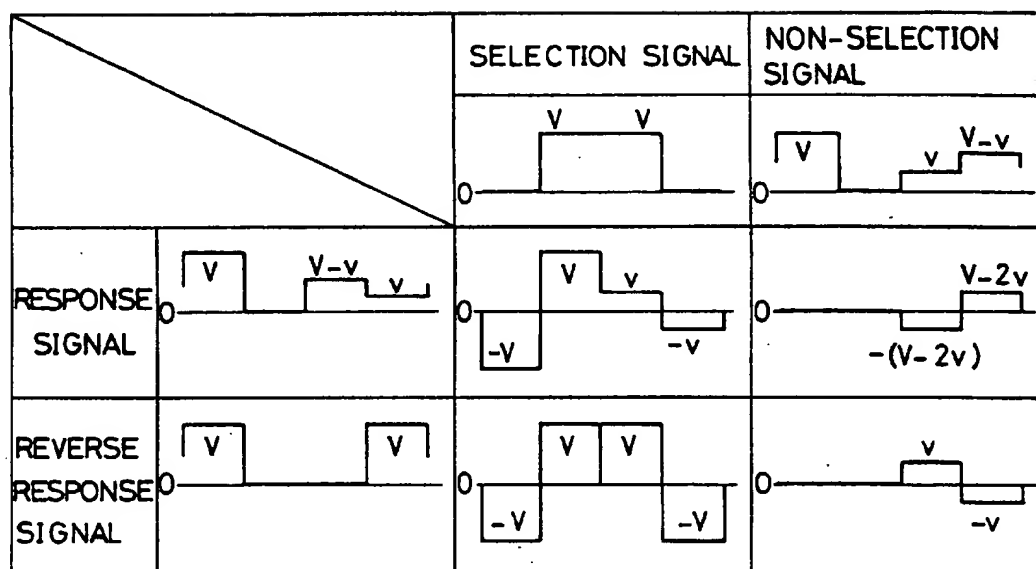 SELECTION SIGNAL
NON-SELECTION
SIGNAL
V V
0
V v V-v
0
RESPONSE
SIGNAL
V V-v v
0
V v
0
-V -v
V-2v
0
-(V-2v)
REVERSE
RESPONSE
SIGNAL
V V
0
V V
0
-V -V
v
0
-v